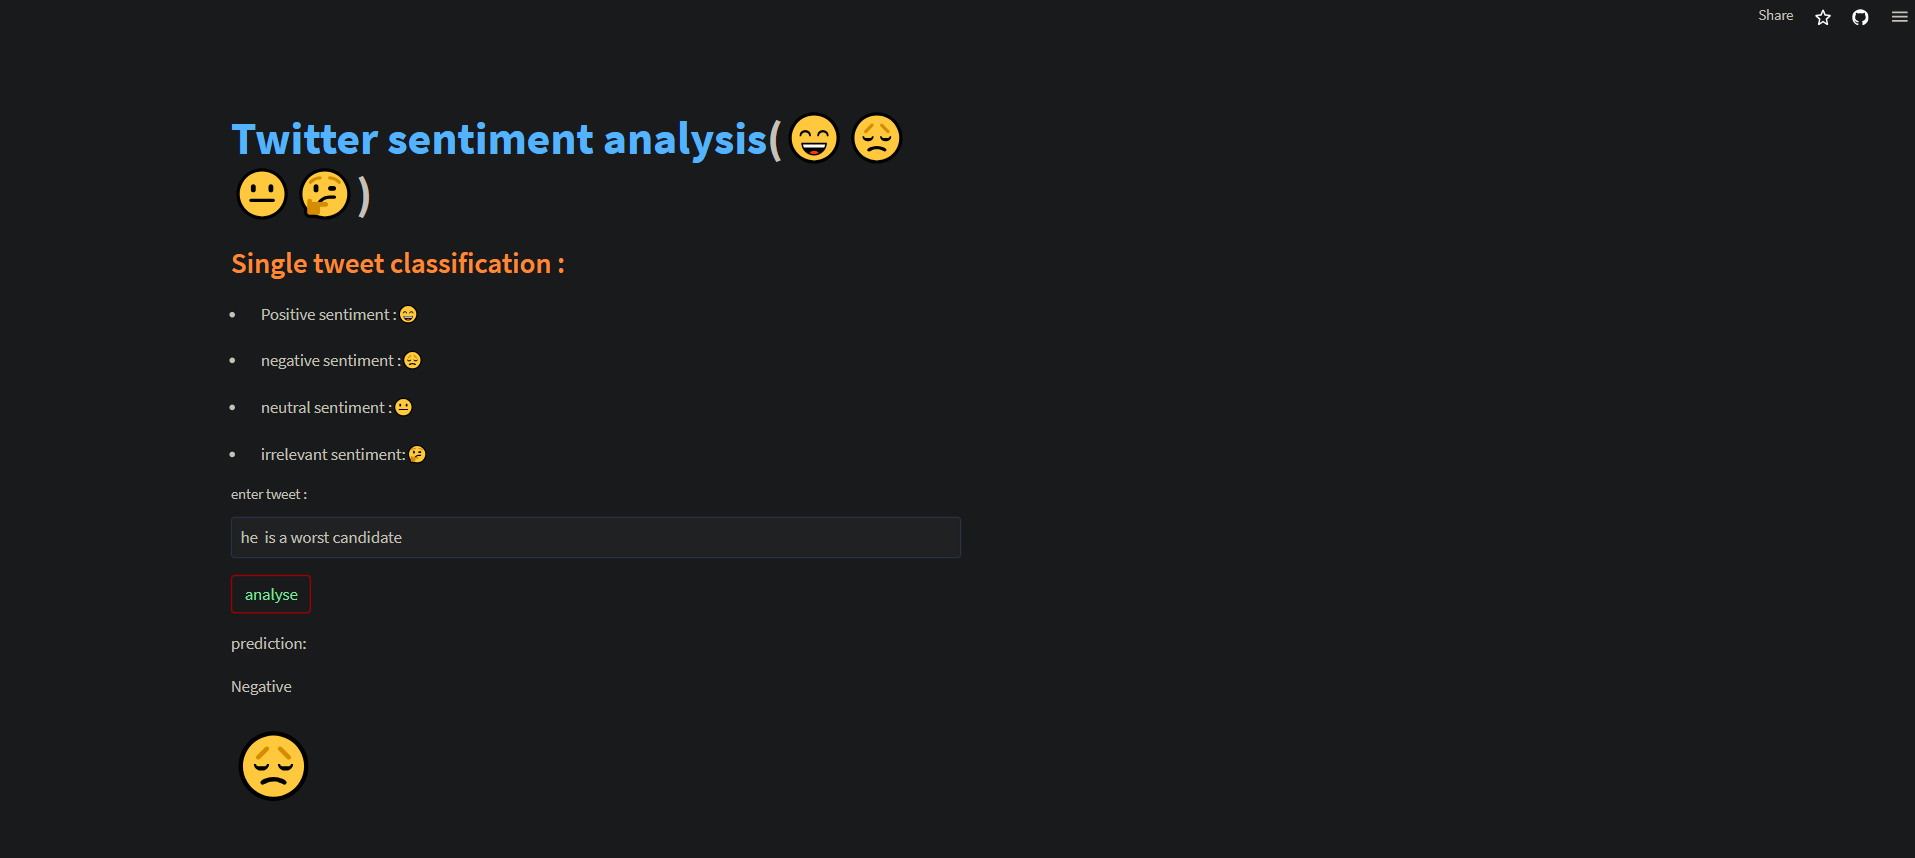 Share
Twitter sentiment analysis(😄😞
😐🤔)
Single tweet classification :
• Positive sentiment : 😄
• negative sentiment : 😞
• neutral sentiment : 😐
• irrelevant sentiment: 🤔
enter tweet :
he  is a worst candidate
analyse
prediction:
Negative
😞